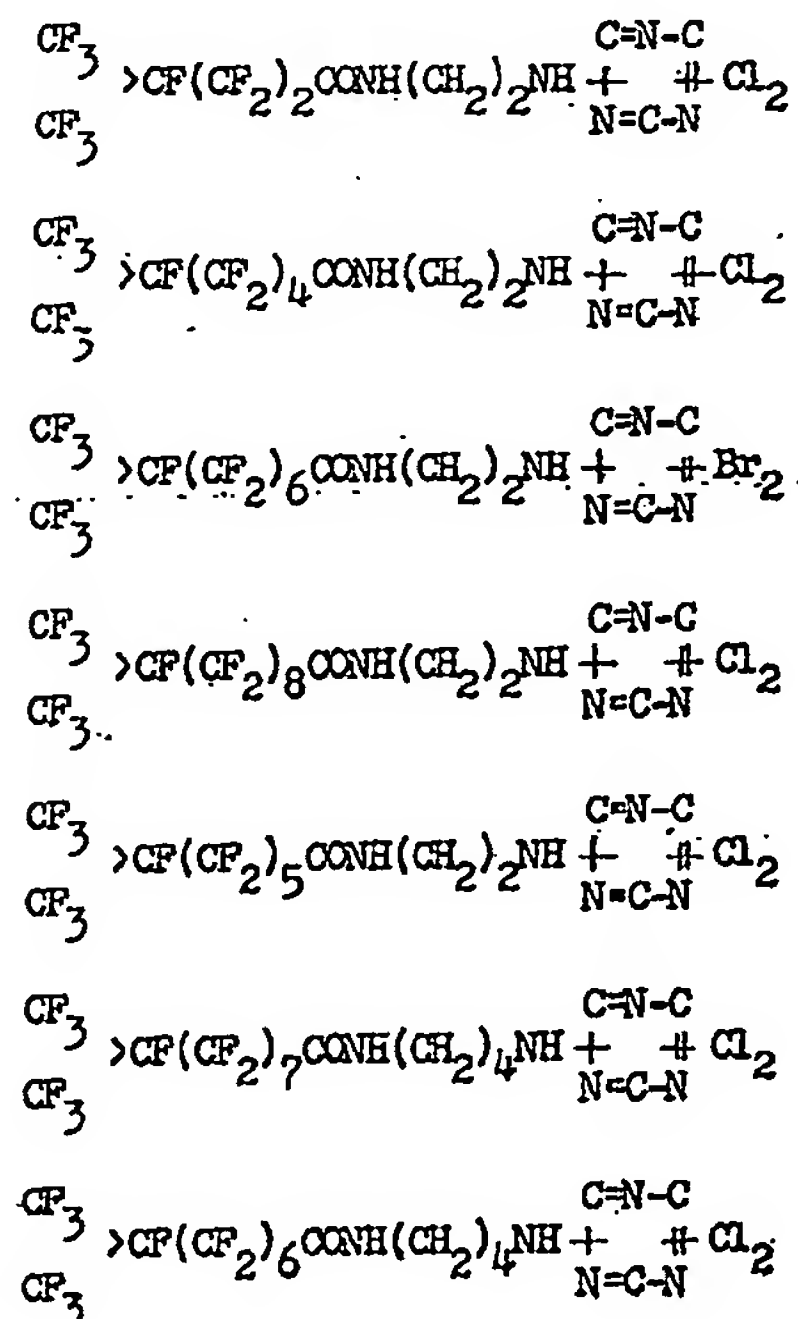 CF3 C=N-C
>CF(CF2)2CONH(CH2)2NH + ⧺ Cl2
CF3 N=C-N
CF3 C=N-C
>CF(CF2)4CONH(CH2)2NH + ⧺ Cl2
CF3 N=C-N
CF3 C=N-C
>CF(CF2)6CONH(CH2)2NH + ⧺ Br2
CF3 N=C-N
CF3 C=N-C
>CF(CF2)8CONH(CH2)2NH + ⧺ Cl2
CF3 N=C-N
CF3 C=N-C
>CF(CF2)5CONH(CH2)2NH + ⧺ Cl2
CF3 N=C-N
CF3 C=N-C
>CF(CF2)7CONH(CH2)4NH + ⧺ Cl2
CF3 N=C-N
CF3 C=N-C
>CF(CF2)6CONH(CH2)4NH + ⧺ Cl2
CF3 N=C-N